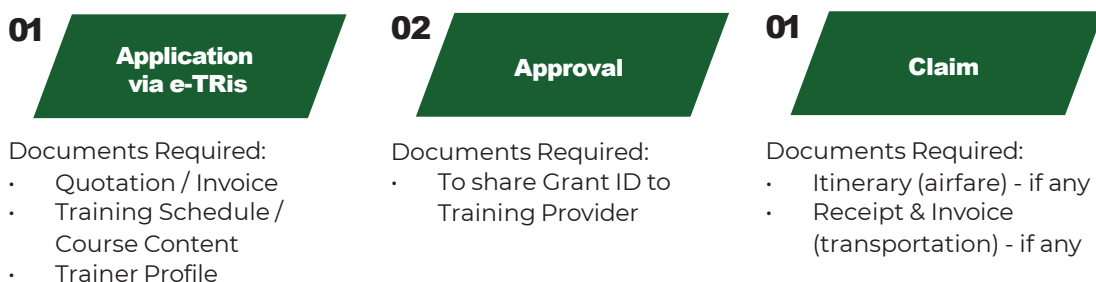 01
Application
via e-TRis
Documents Required:
• Quotation / Invoice
• Training Schedule /
Course Content
• Trainer Profile
02
Approval
Documents Required:
• To share Grant ID to
Training Provider
01
Claim
Documents Required:
• Itinerary (airfare) - if any
• Receipt & Invoice
(transportation) - if any